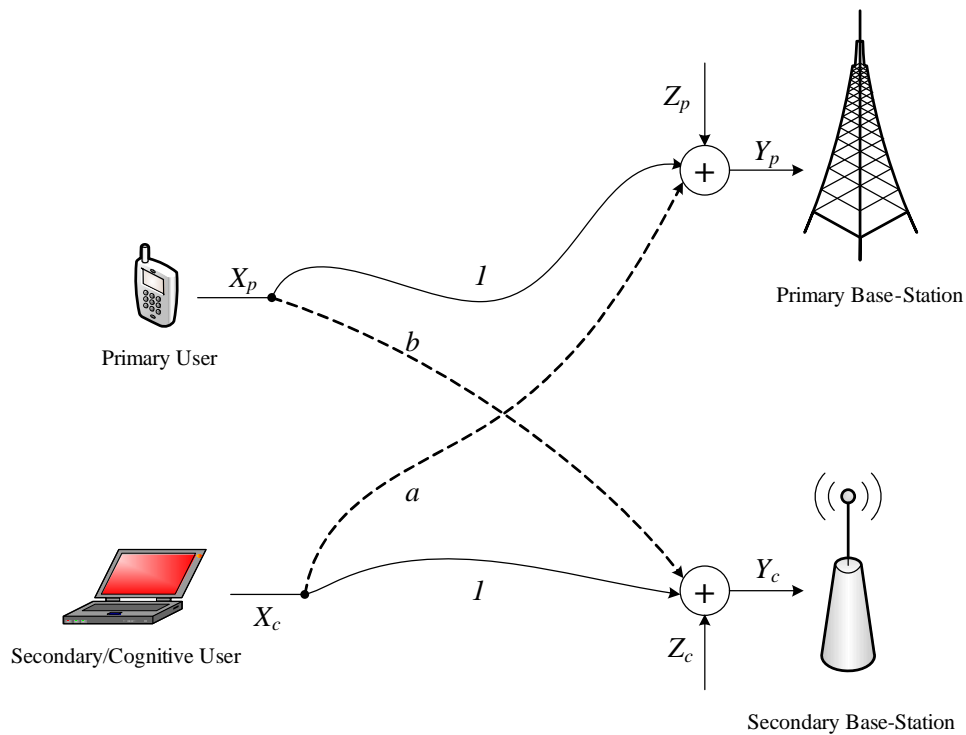 Z_p
Y_p
+
Primary Base-Station
X_p
1
Primary User
b
a
X_c
1
Y_c
+
Z_c
Secondary/Cognitive User
Secondary Base-Station